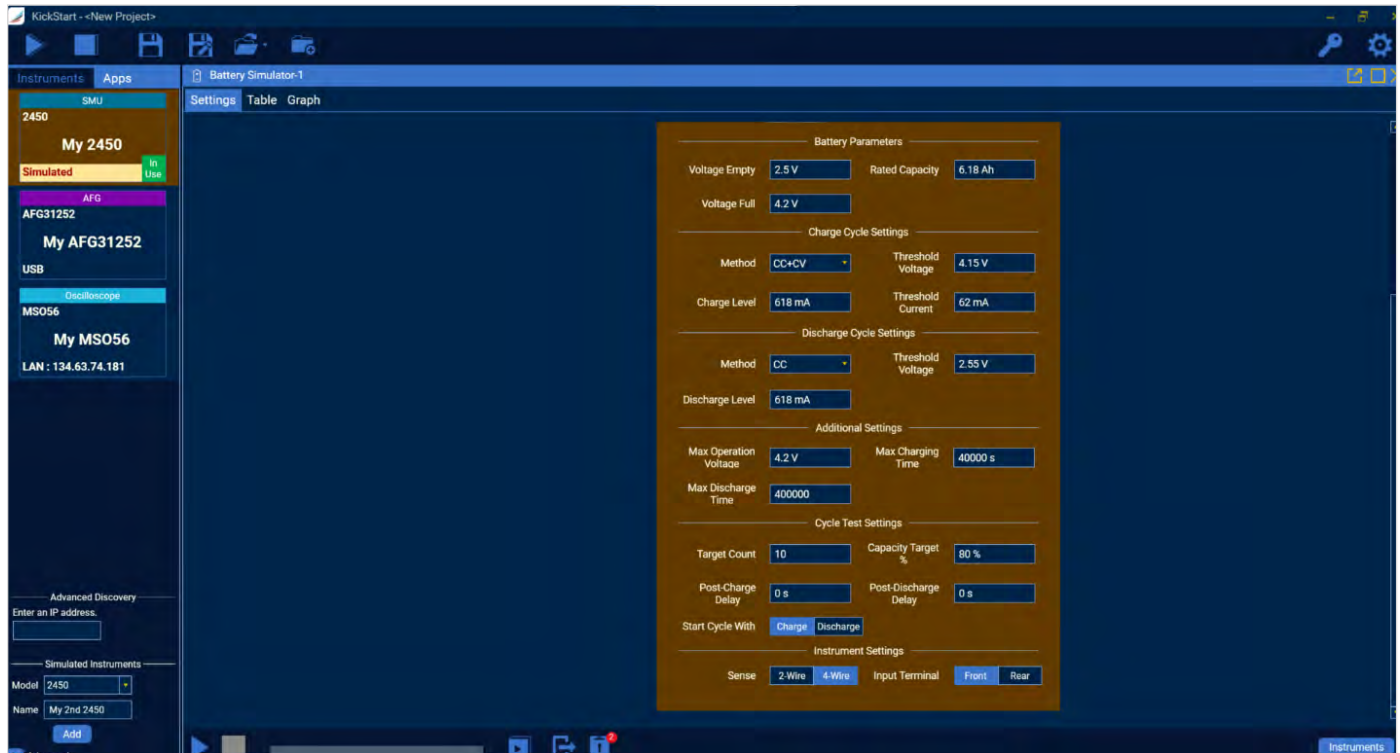 KickStart - <New Project>
Instruments Apps
Battery Simulator-1
Settings Table Graph
SMU
2450
My 2450
Simulated
In Use
AFG
AFG31252
My AFG31252
USB
Oscilloscope
MSO56
My MSO56
LAN : 134.63.74.181
Advanced Discovery
Enter an IP address.
Simulated Instruments
Model 2450
Name My 2nd 2450
Add
Battery Parameters
Voltage Empty 2.5 V Rated Capacity 6.18 Ah
Voltage Full 4.2 V
Charge Cycle Settings
Method CC+CV Threshold Voltage 4.15 V
Charge Level 618 mA Threshold Current 62 mA
Discharge Cycle Settings
Method CC Threshold Voltage 2.55 V
Discharge Level 618 mA
Additional Settings
Max Operation Voltage 4.2 V Max Charging Time 40000 s
Max Discharge Time 400000
Cycle Test Settings
Target Count 10 Capacity Target % 80 %
Post-Charge Delay 0 s Post-Discharge Delay 0 s
Start Cycle With Charge Discharge
Instrument Settings
Sense 2-Wire 4-Wire Input Terminal Front Rear
2
Instruments